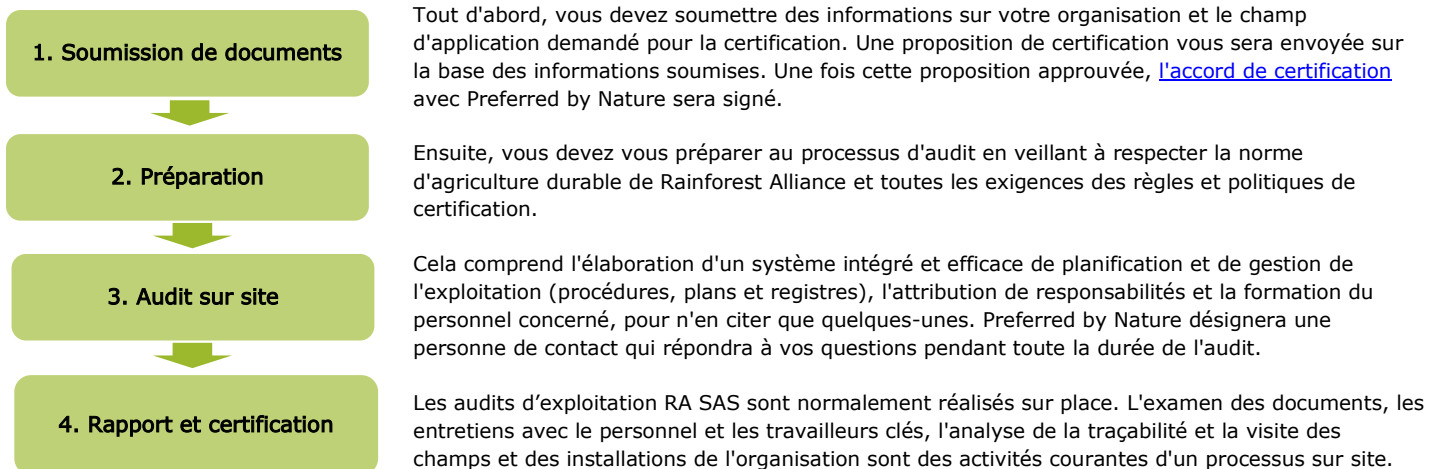 1. Soumission de documents
2. Préparation
3. Audit sur site
4. Rapport et certification
Tout d'abord, vous devez soumettre des informations sur votre organisation et le champ
d'application demandé pour la certification. Une proposition de certification vous sera envoyée sur
la base des informations soumises. Une fois cette proposition approuvée, l'accord de certification
avec Preferred by Nature sera signé.
Ensuite, vous devez vous préparer au processus d'audit en veillant à respecter la norme
d'agriculture durable de Rainforest Alliance et toutes les exigences des règles et politiques de
certification.
Cela comprend l'élaboration d'un système intégré et efficace de planification et de gestion de
l'exploitation (procédures, plans et registres), l'attribution de responsabilités et la formation du
personnel concerné, pour n'en citer que quelques-unes. Preferred by Nature désignera une
personne de contact qui répondra à vos questions pendant toute la durée de l'audit.
Les audits d’exploitation RA SAS sont normalement réalisés sur place. L'examen des documents, les
entretiens avec le personnel et les travailleurs clés, l'analyse de la traçabilité et la visite des
champs et des installations de l'organisation sont des activités courantes d'un processus sur site.